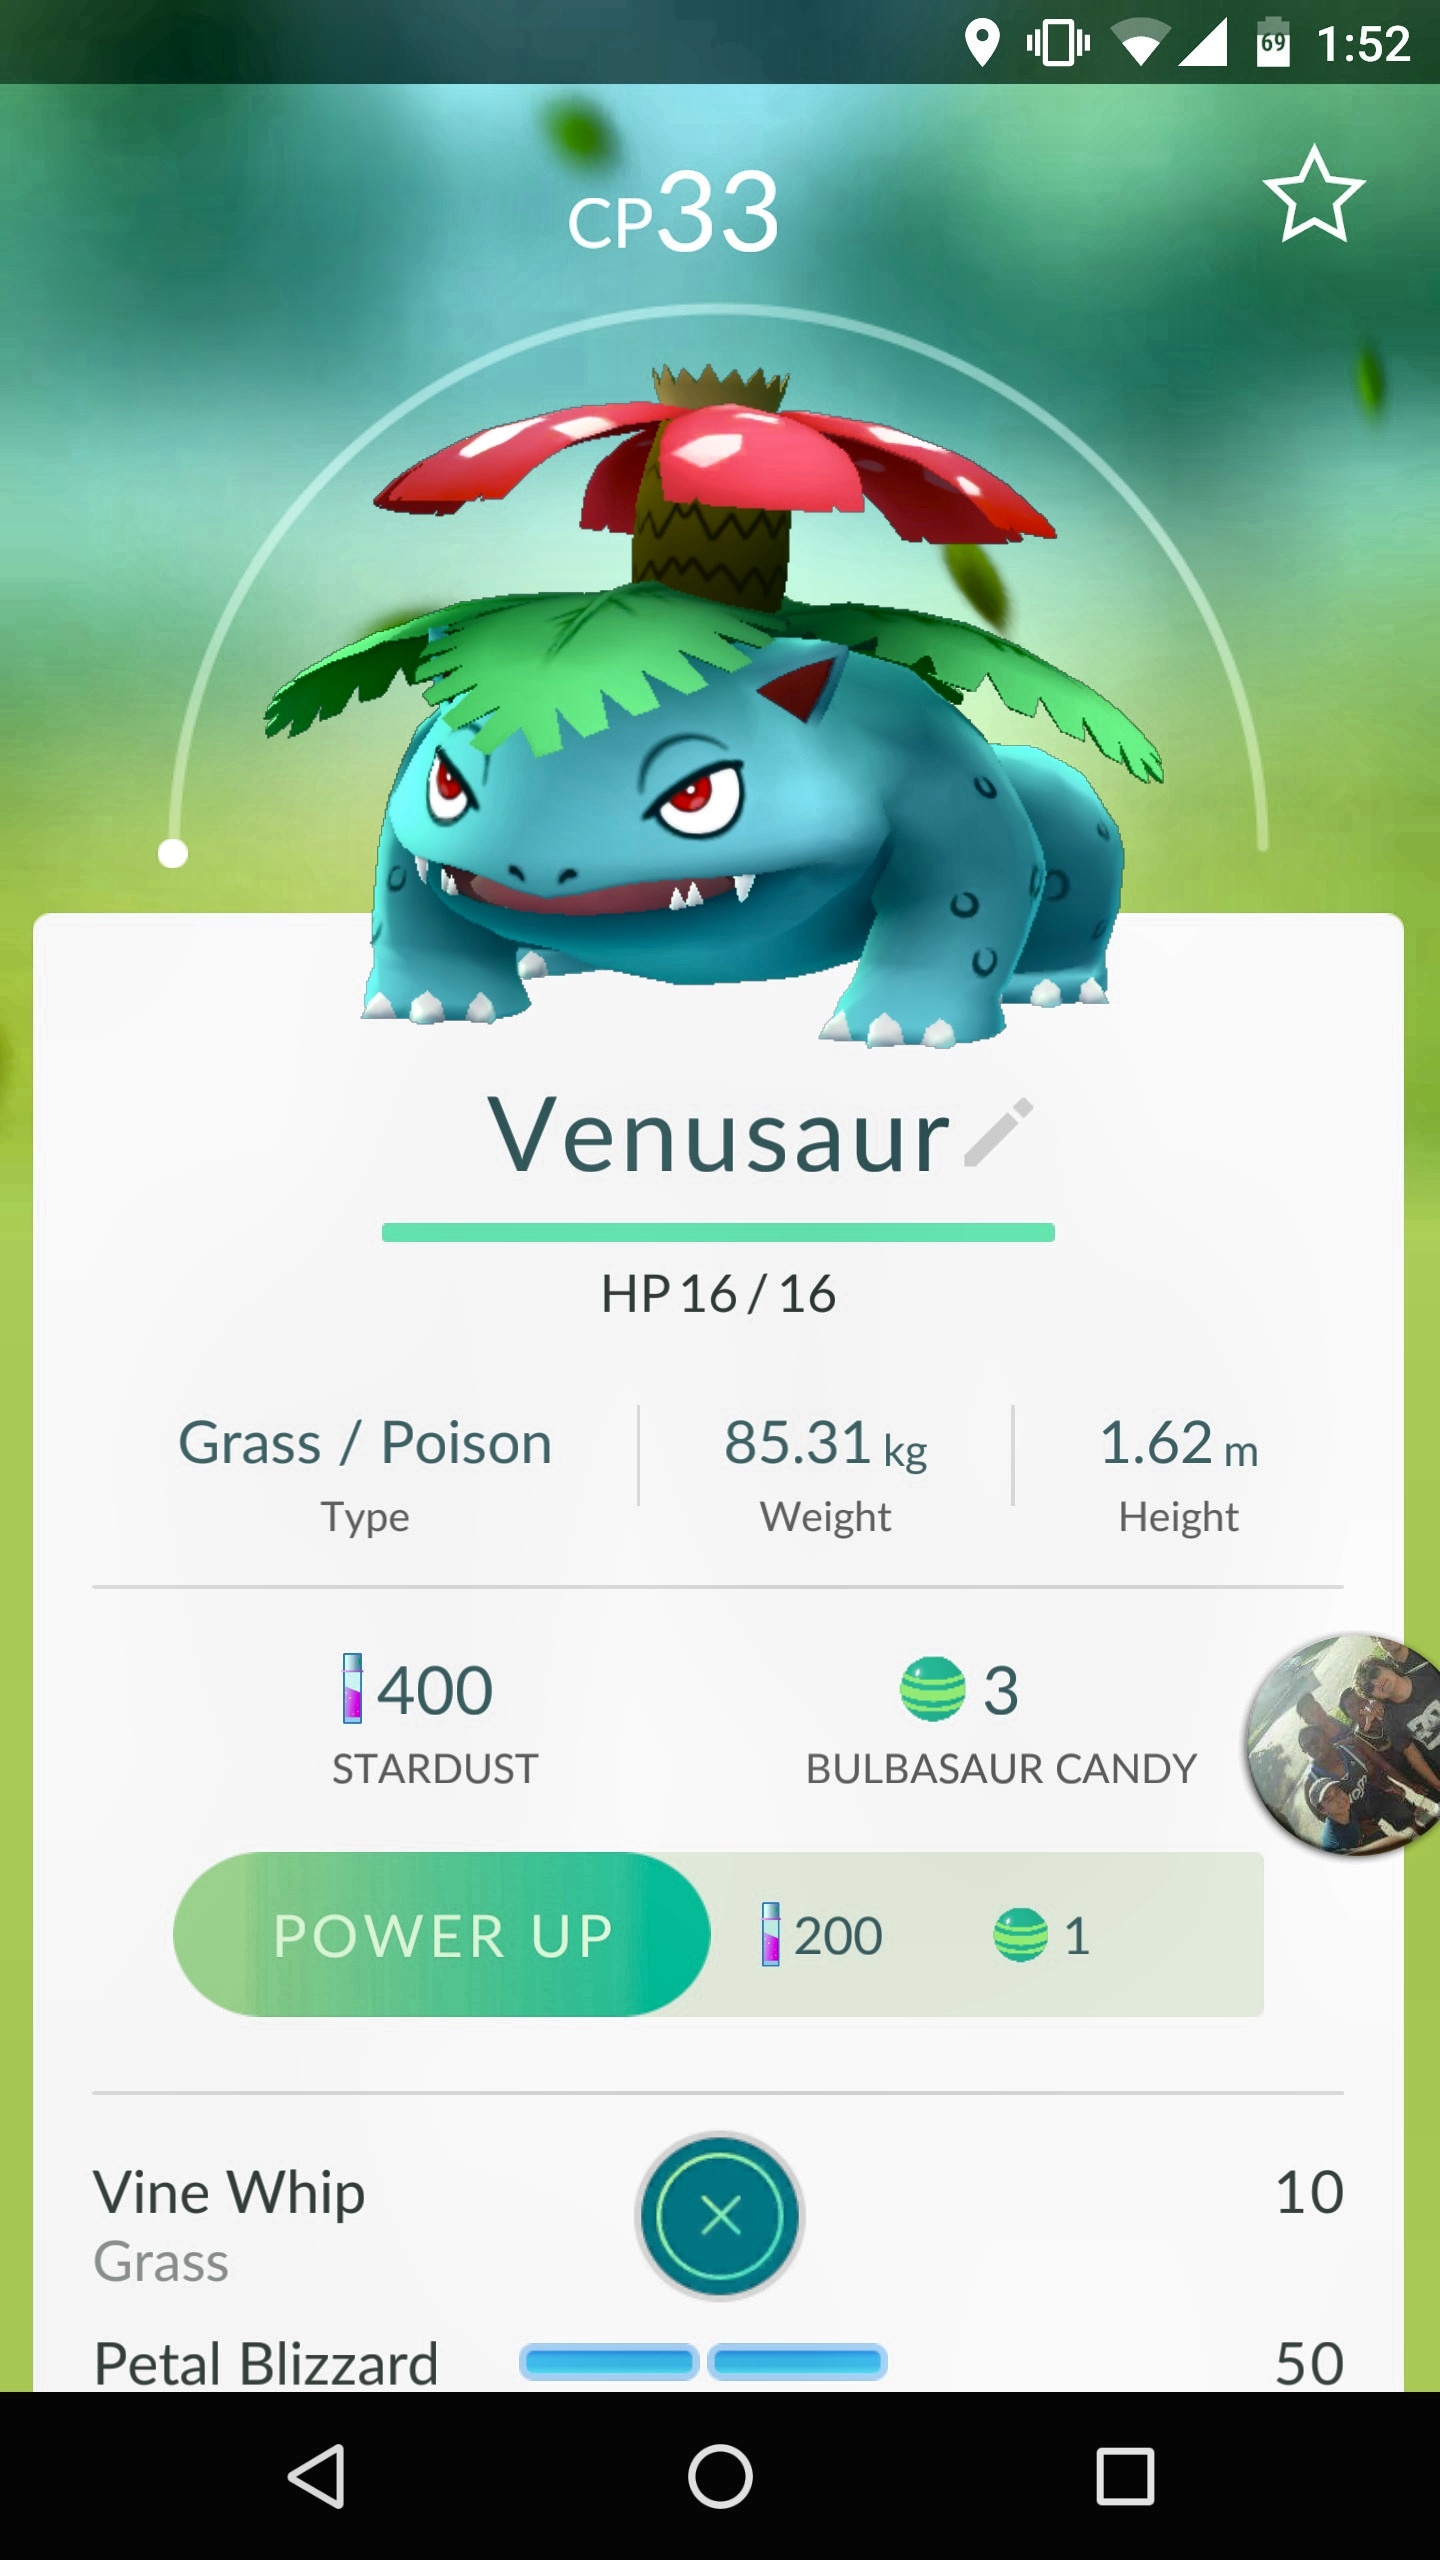 69 1:52
CP33
Venusaur
HP 16 / 16
Grass / Poison 85.31 kg 1.62 m
Type Weight Height
400 3
STARDUST BULBASAUR CANDY
POWER UP 200 1
Vine Whip 10
Grass
Petal Blizzard 50